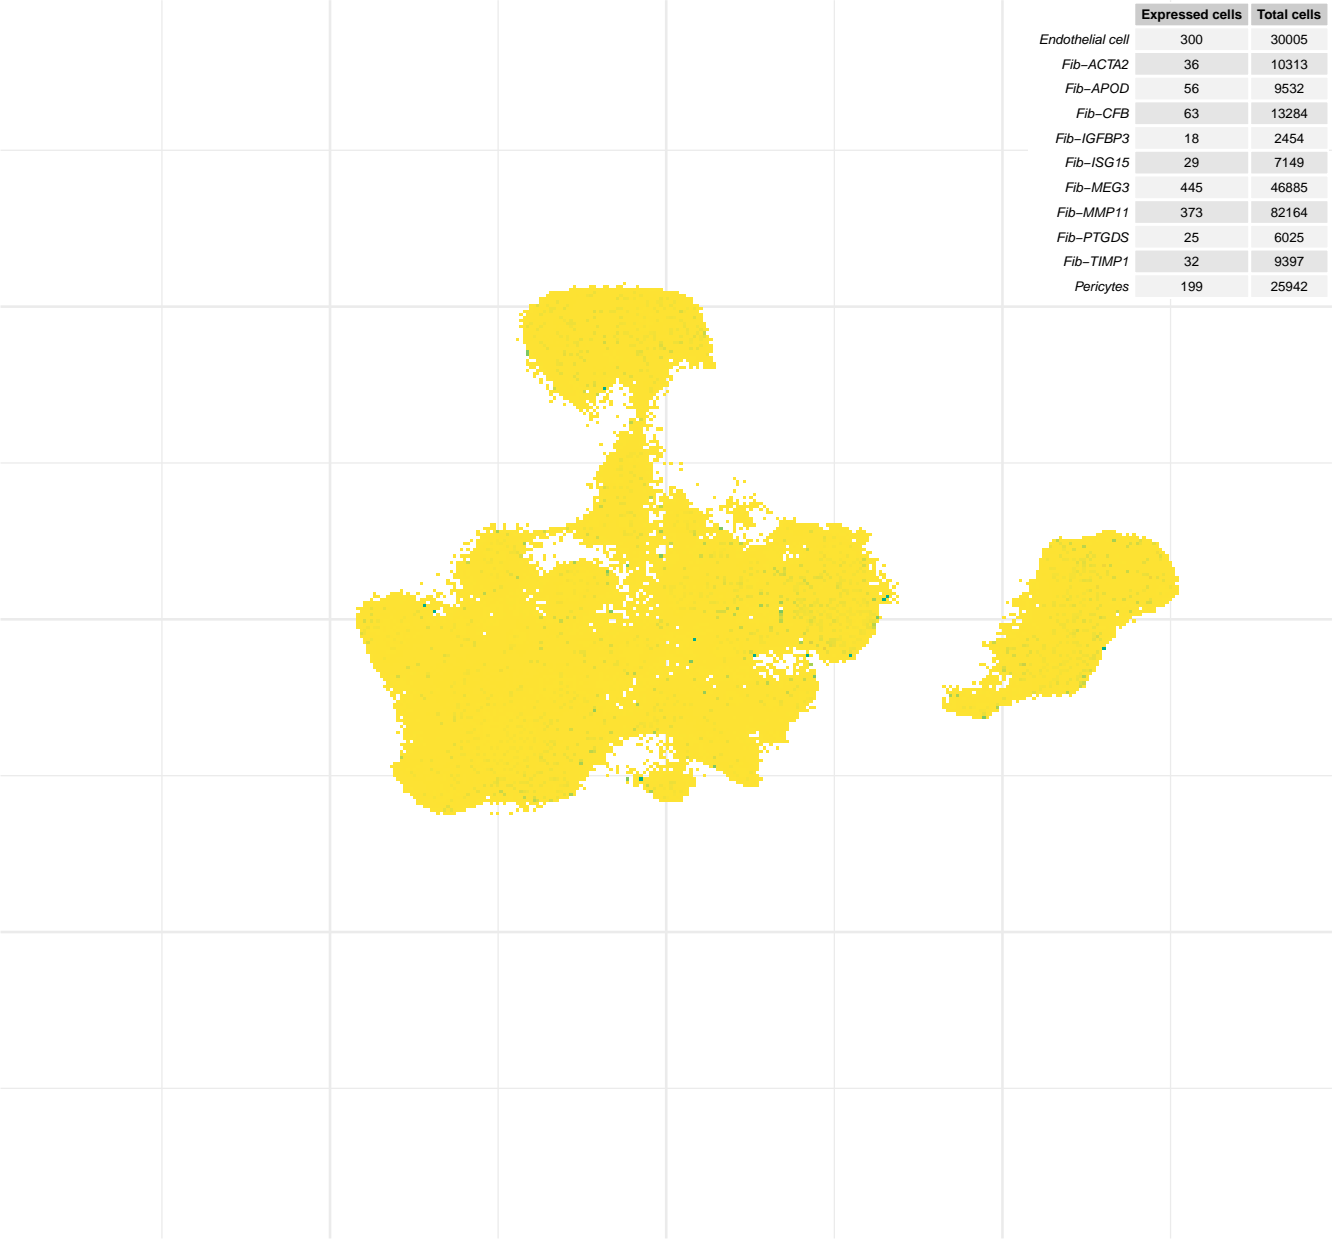 Expressed cells Total cells
Endothelial cell 300 30005
Fib−ACTA2 36 10313
Fib−APOD 56 9532
Fib−CFB 63 13284
Fib−IGFBP3 18 2454
Fib−ISG15 29 7149
Fib−MEG3 445 46885
Fib−MMP11 373 82164
Fib−PTGDS 25 6025
Fib−TIMP1 32 9397
Pericytes 199 25942